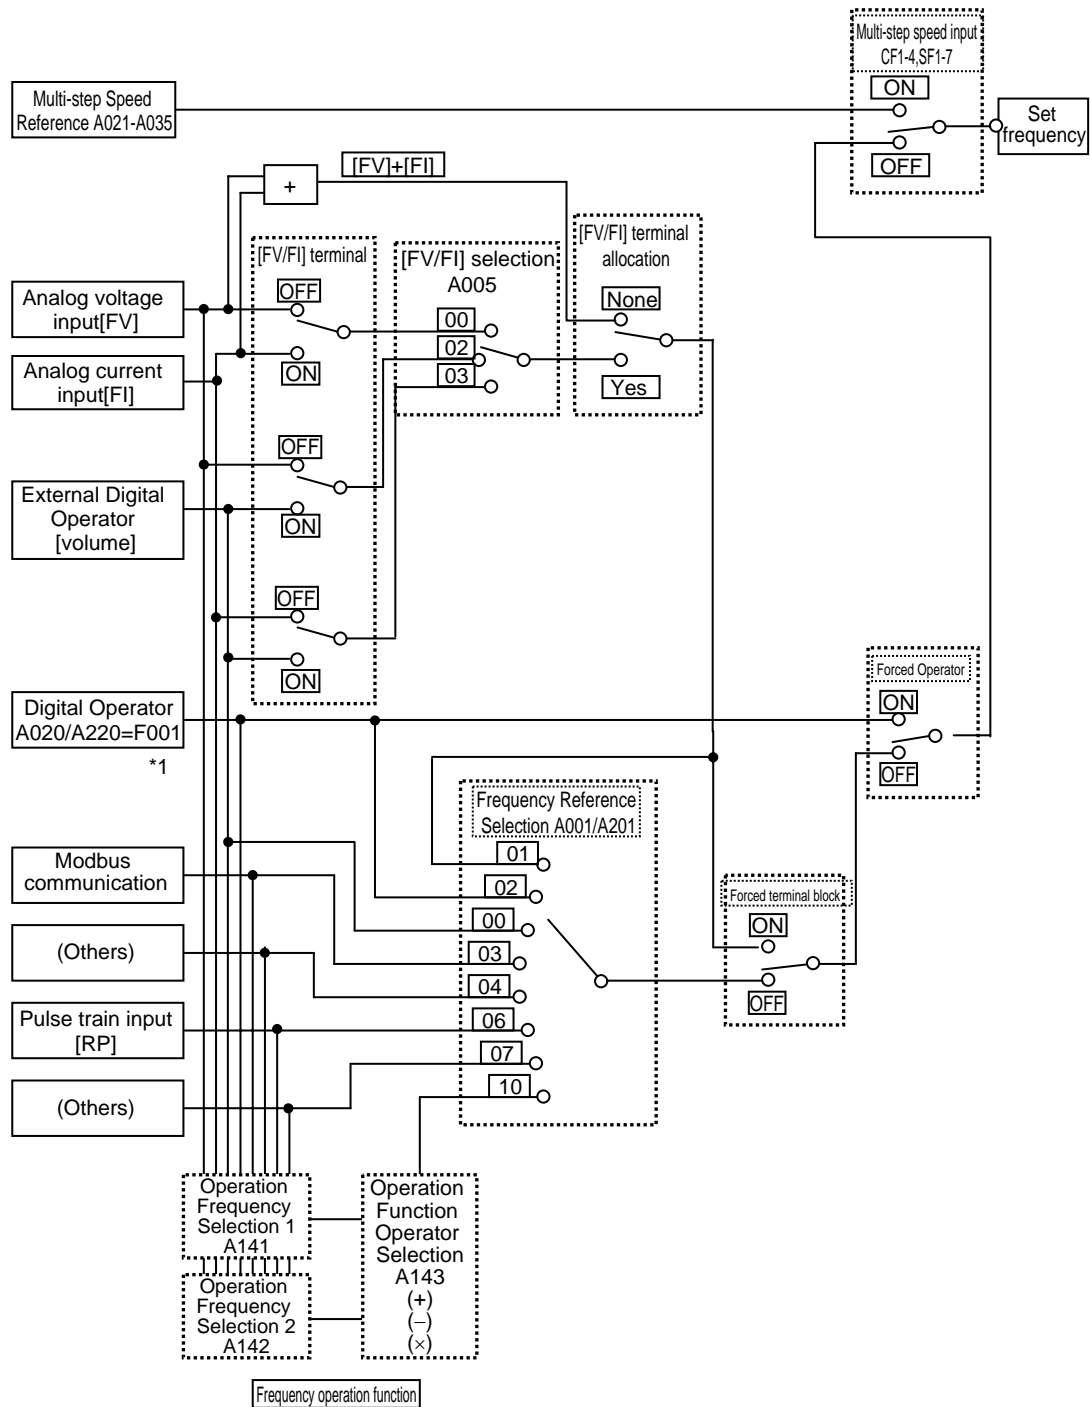 Multi-step speed input
CF1-4,SF1-7
ON
OFF
Set
frequency
Multi-step Speed
Reference A021-A035
+
[FV]+[FI]
[FV/FI] terminal
OFF
ON
OFF
ON
OFF
ON
[FV/FI] selection
A005
00
02
03
[FV/FI] terminal
allocation
None
Yes
Analog voltage
input[FV]
Analog current
input[FI]
External Digital
Operator
[volume]
Digital Operator
A020/A220=F001
*1
Forced Operator
ON
OFF
Frequency Reference
Selection A001/A201
01
02
00
03
04
06
07
10
Forced terminal block
ON
OFF
Modbus
communication
(Others)
Pulse train input
[RP]
(Others)
Operation
Frequency
Selection 1
A141
Operation
Frequency
Selection 2
A142
Operation
Function
Operator
Selection
A143
(+)
(−)
(×)
Frequency operation function